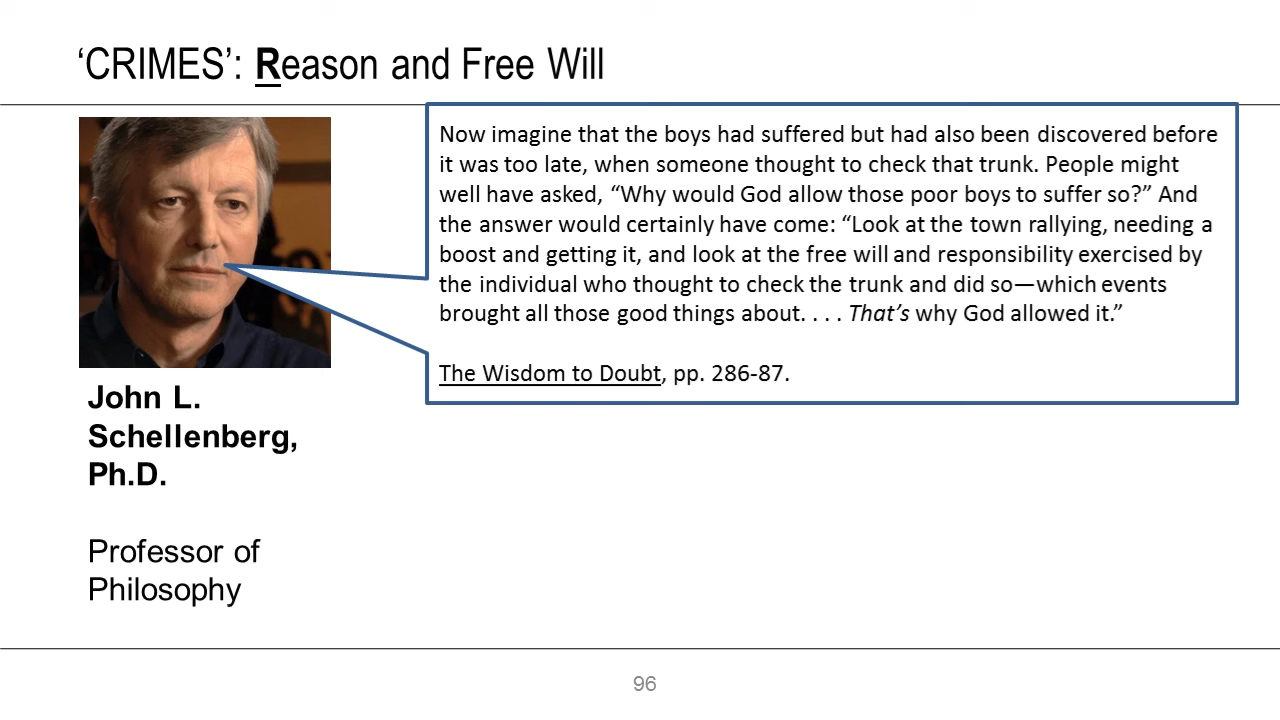 ‘CRIMES’: Reason and Free Will
Now imagine that the boys had suffered but had also been discovered before
it was too late, when someone thought to check that trunk. People might
well have asked, “Why would God allow those poor boys to suffer so?” And
the answer would certainly have come: “Look at the town rallying, needing a
boost and getting it, and look at the free will and responsibility exercised by
the individual who thought to check the trunk and did so—which events
brought all those good things about. . . . That’s why God allowed it.”
The Wisdom to Doubt, pp. 286-87.
John L.
Schellenberg,
Ph.D.
Professor of
Philosophy
96